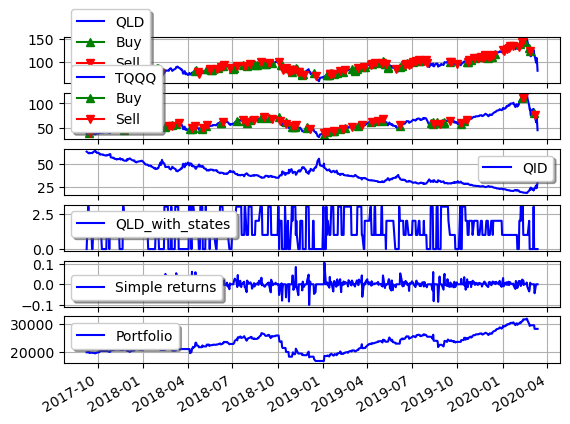 QLD
Buy
Sell
150
100
TQQQ
Buy
Sell
100
50
QID
50
25
QLD_with_states
2.5
0.0
Simple returns
0.1
0.0
−0.1
Portfolio
30000
20000
2017-10
2018-01
2018-04
2018-07
2018-10
2019-01
2019-04
2019-07
2019-10
2020-01
2020-04